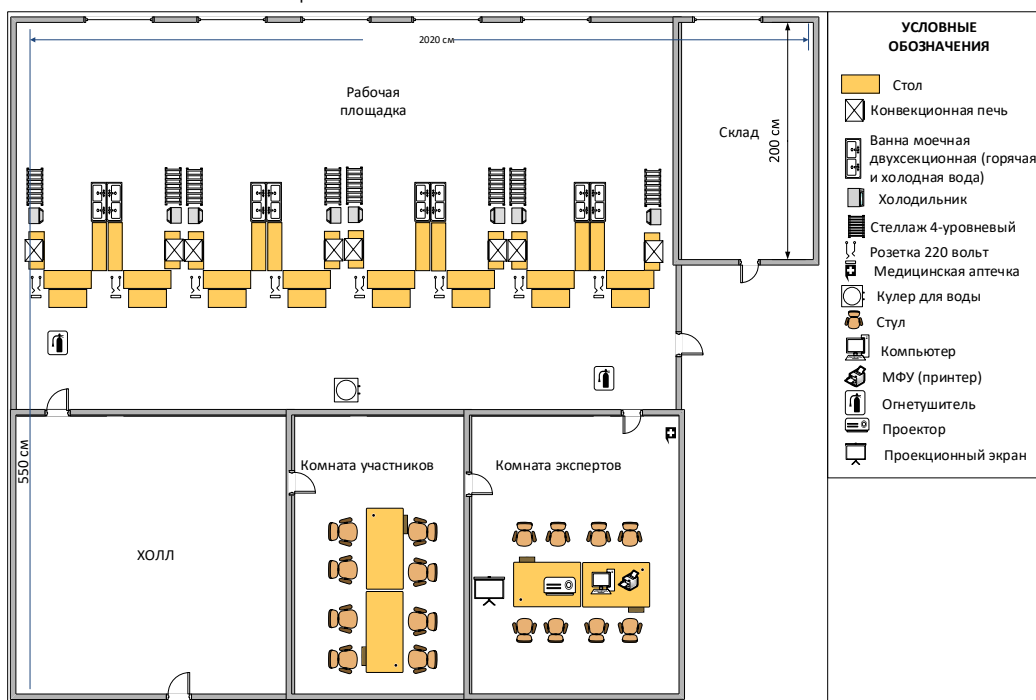 2020 см
Рабочая
площадка
Склад
200 см
550 см
Комната участников
Комната экспертов
ХОЛЛ
УСЛОВНЫЕ
ОБОЗНАЧЕНИЯ
Стол
Конвекционная печь
Ванна моечная
двухсекционная (горячая
и холодная вода)
Холодильник
Стеллаж 4-уровневый
Розетка 220 вольт
Медицинская аптечка
Кулер для воды
Стул
Компьютер
МФУ (принтер)
Огнетушитель
Проектор
Проекционный экран